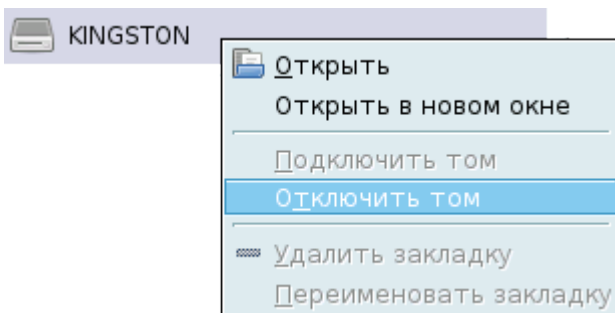 KINGSTON
Открыть
Открыть в новом окне
Подключить том
Отключить том
Удалить закладку
Переименовать закладку